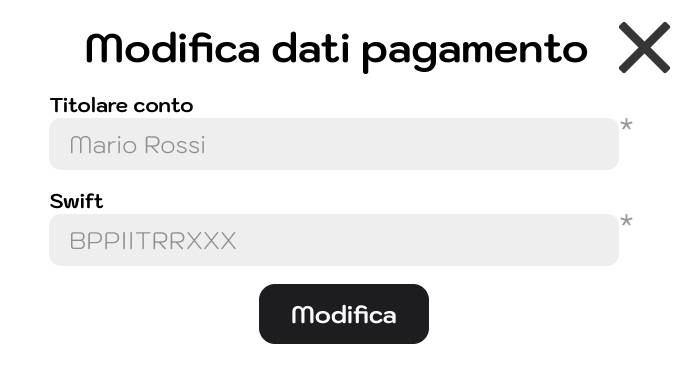 Modifica dati pagamento
Titolare conto
Mario Rossi
*
Swift
BPPIITRRXXX
*
Modifica